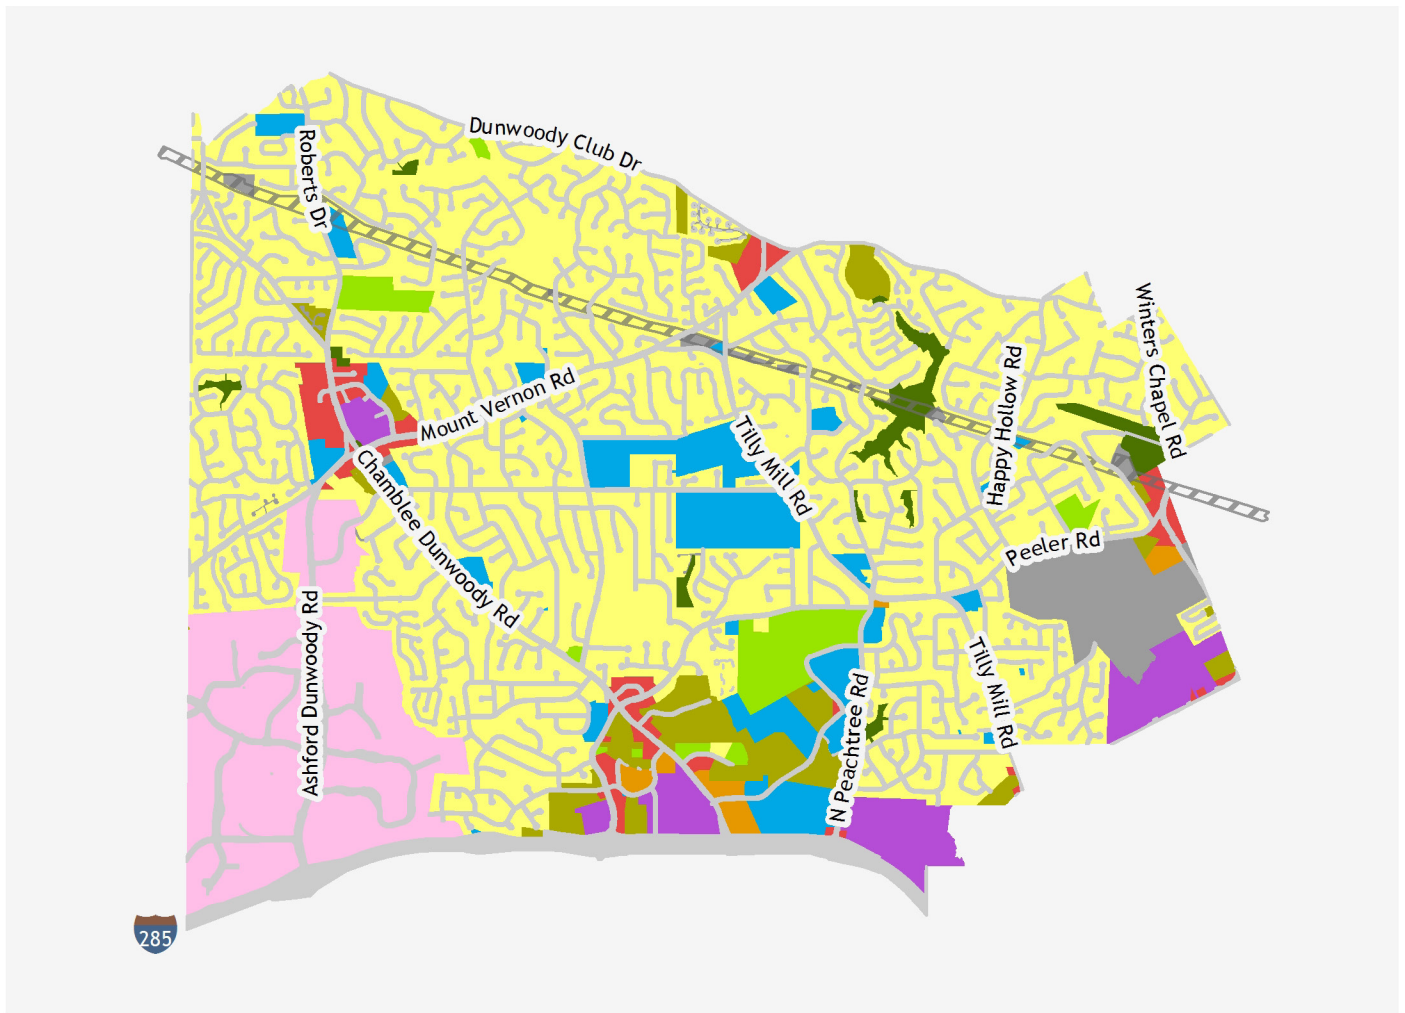 Dunwoody Club Dr
Roberts Dr
Winters Chapel Rd
Happy Hollow Rd
Mount Vernon Rd
Tilly Mill Rd
Chamblee Dunwoody Rd
Peeler Rd
Ashford Dunwoody Rd
Tilly Mill Rd
N Peachtree Rd
285